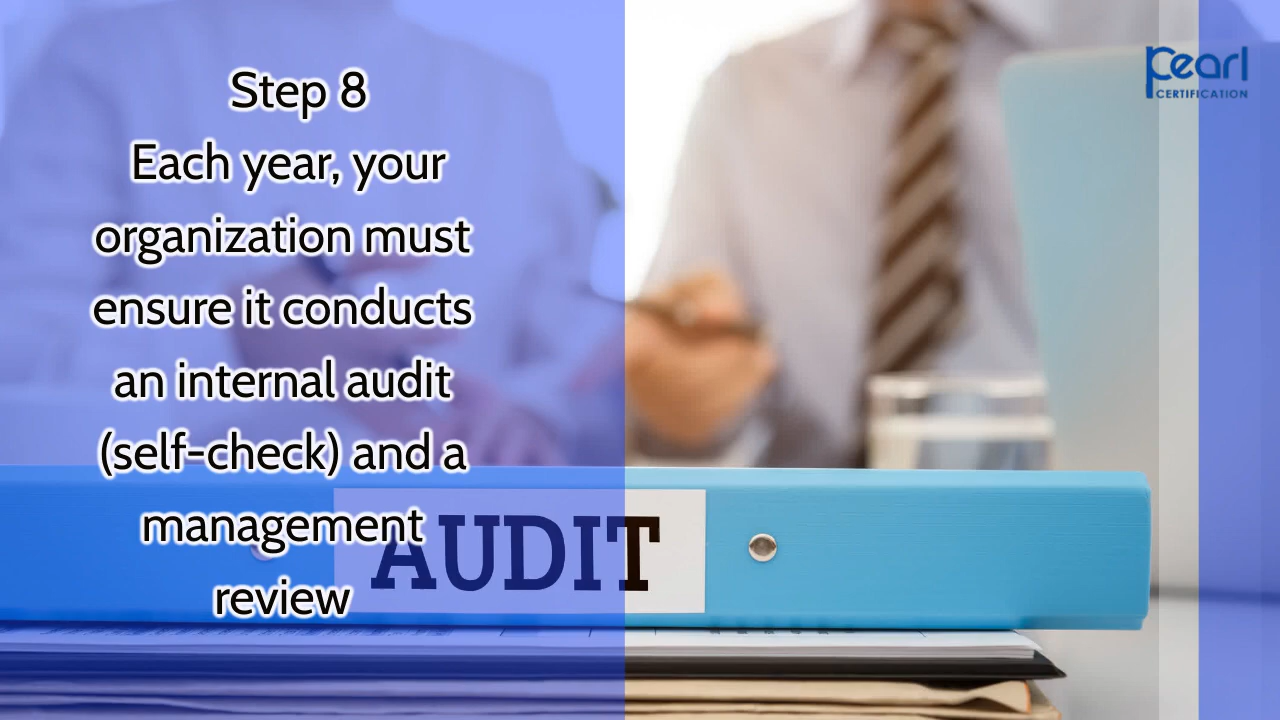 Step 8
Each year, your
organization must
ensure it conducts
an internal audit
(self-check) and a
management
review
AUDIT
Pearl
CERTIFICATION